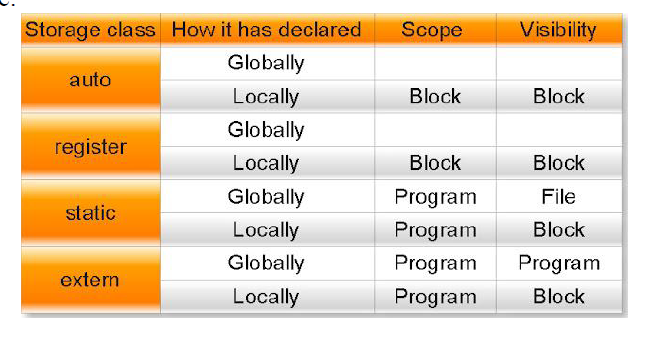 c.
Storage class How it has declared Scope Visibility
auto
Globally
Locally Block Block
register
Globally
Locally Block Block
static
Globally Program File
Locally Program Block
extern
Globally Program Program
Locally Program Block